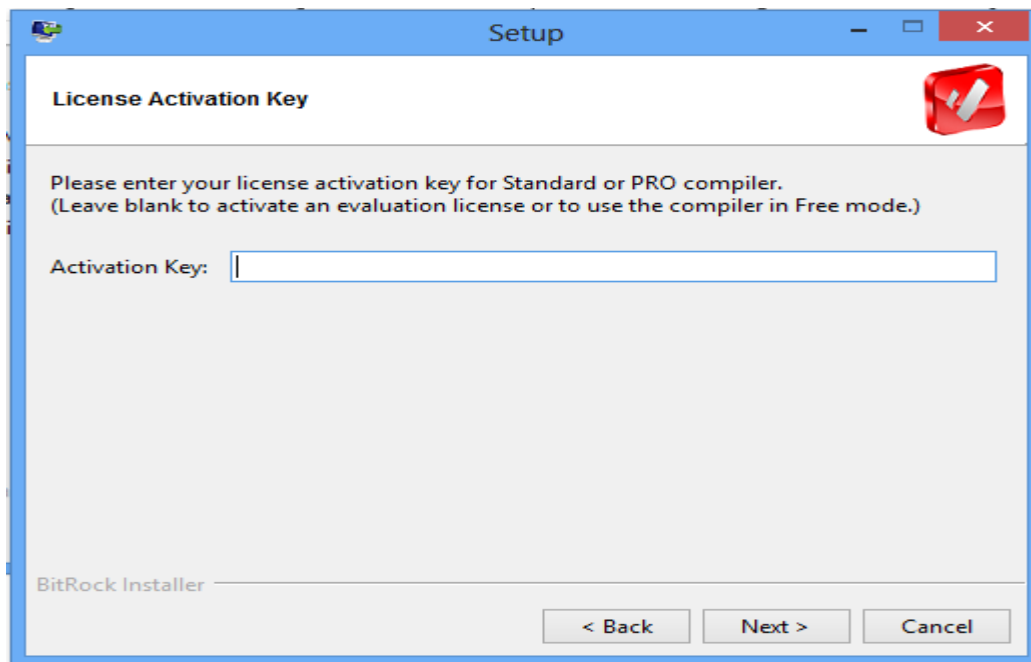 Setup
License Activation Key
Please enter your license activation key for Standard or PRO compiler.
(Leave blank to activate an evaluation license or to use the compiler in Free mode.)
Activation Key:
BitRock Installer
< Back Next > Cancel